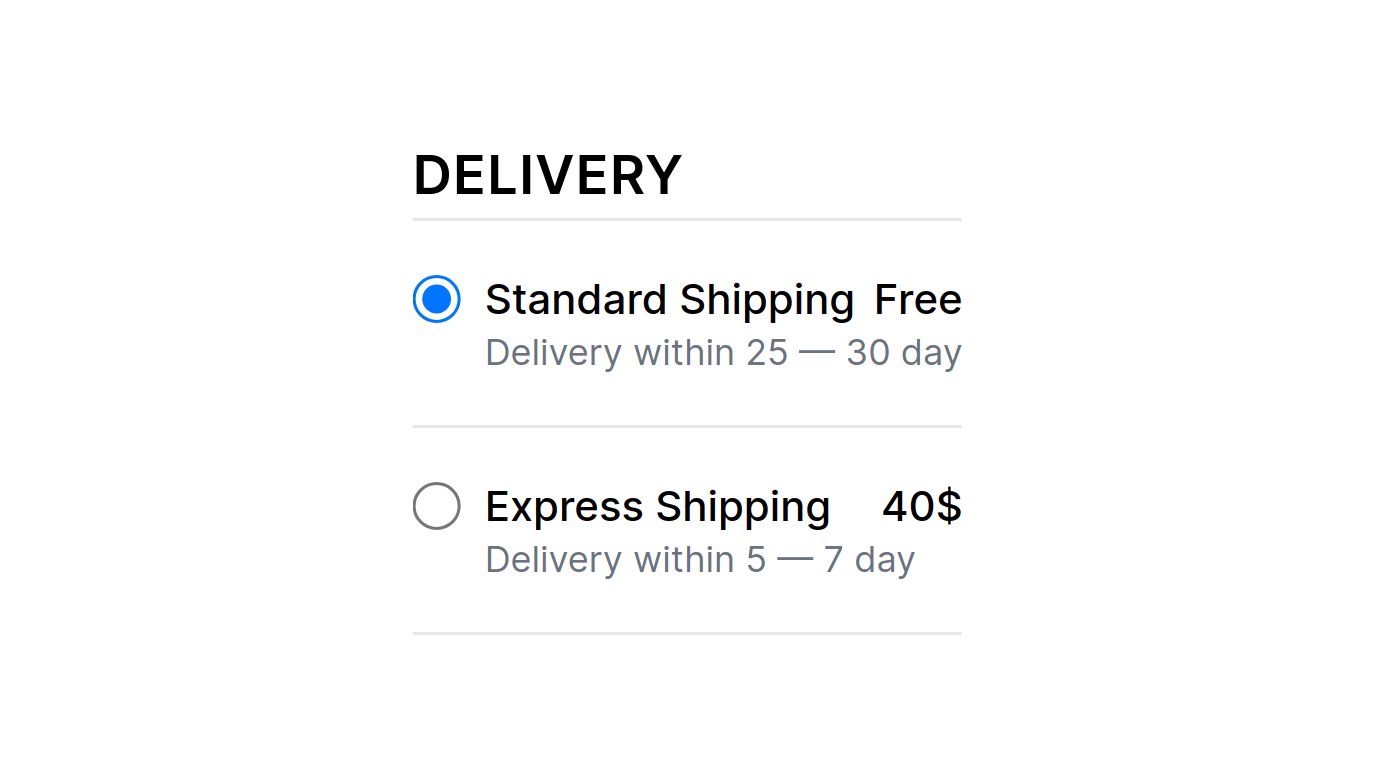 DELIVERY
Standard Shipping Free
Delivery within 25 — 30 day
Express Shipping 40$
Delivery within 5 — 7 day